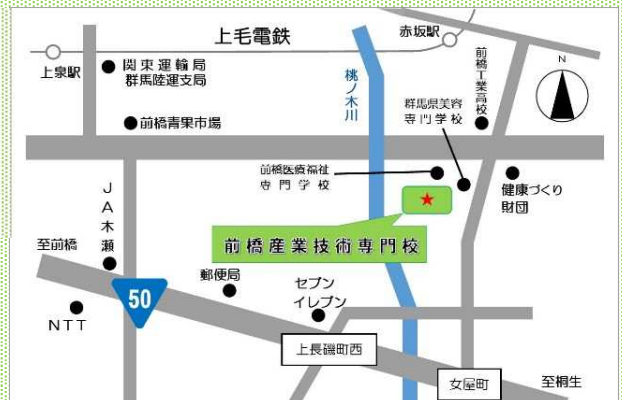 上毛電鉄
赤坂駅
上泉駅
関東運輸局
群馬陸運支局
桃ノ木川
前橋工業高校
N
群馬県美容
専門学校
前橋青果市場
前橋医療福祉
専門学校
健康づくり
財団
JA木瀬
★
前橋産業技術専門校
至前橋
郵便局
セブン
イレブン
50
NTT
上長磯町西
女屋町
至桐生